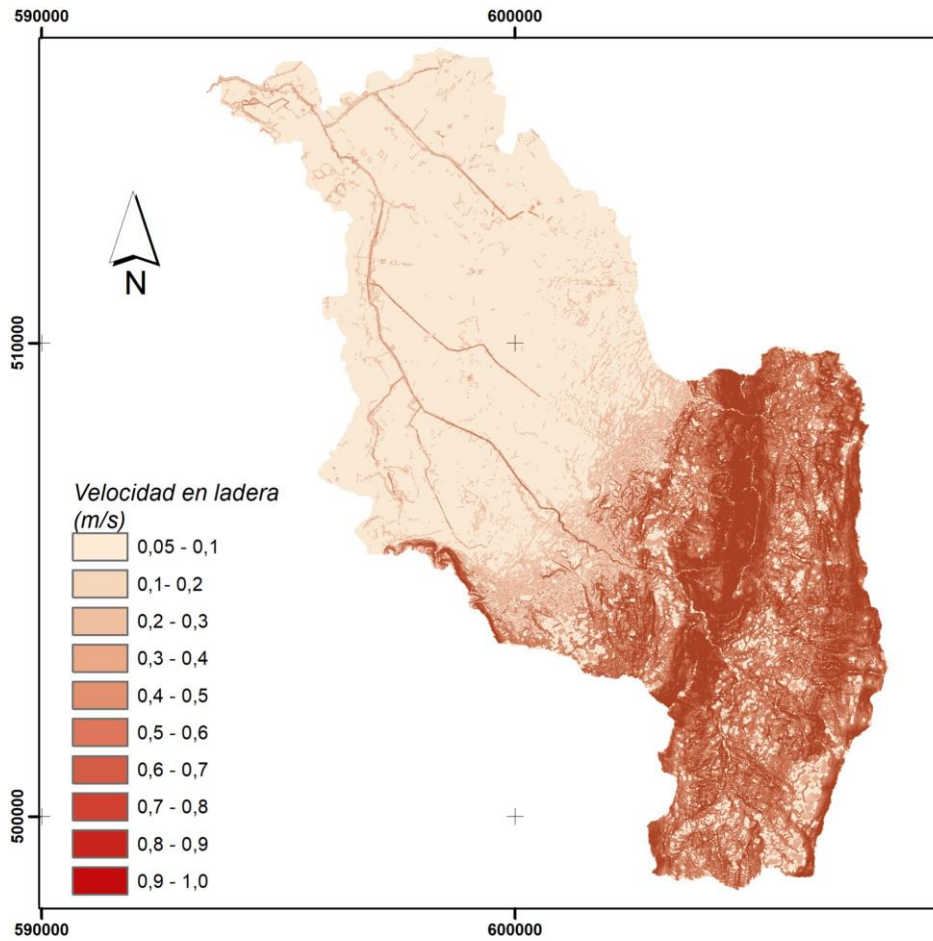 590000
600000
N
510000
Velocidad en ladera
(m/s)
0,05 - 0,1
0,1- 0,2
0,2 - 0,3
0,3 - 0,4
0,4 - 0,5
0,5 - 0,6
0,6 - 0,7
0,7 - 0,8
0,8 - 0,9
0,9 - 1,0
500000
590000
600000